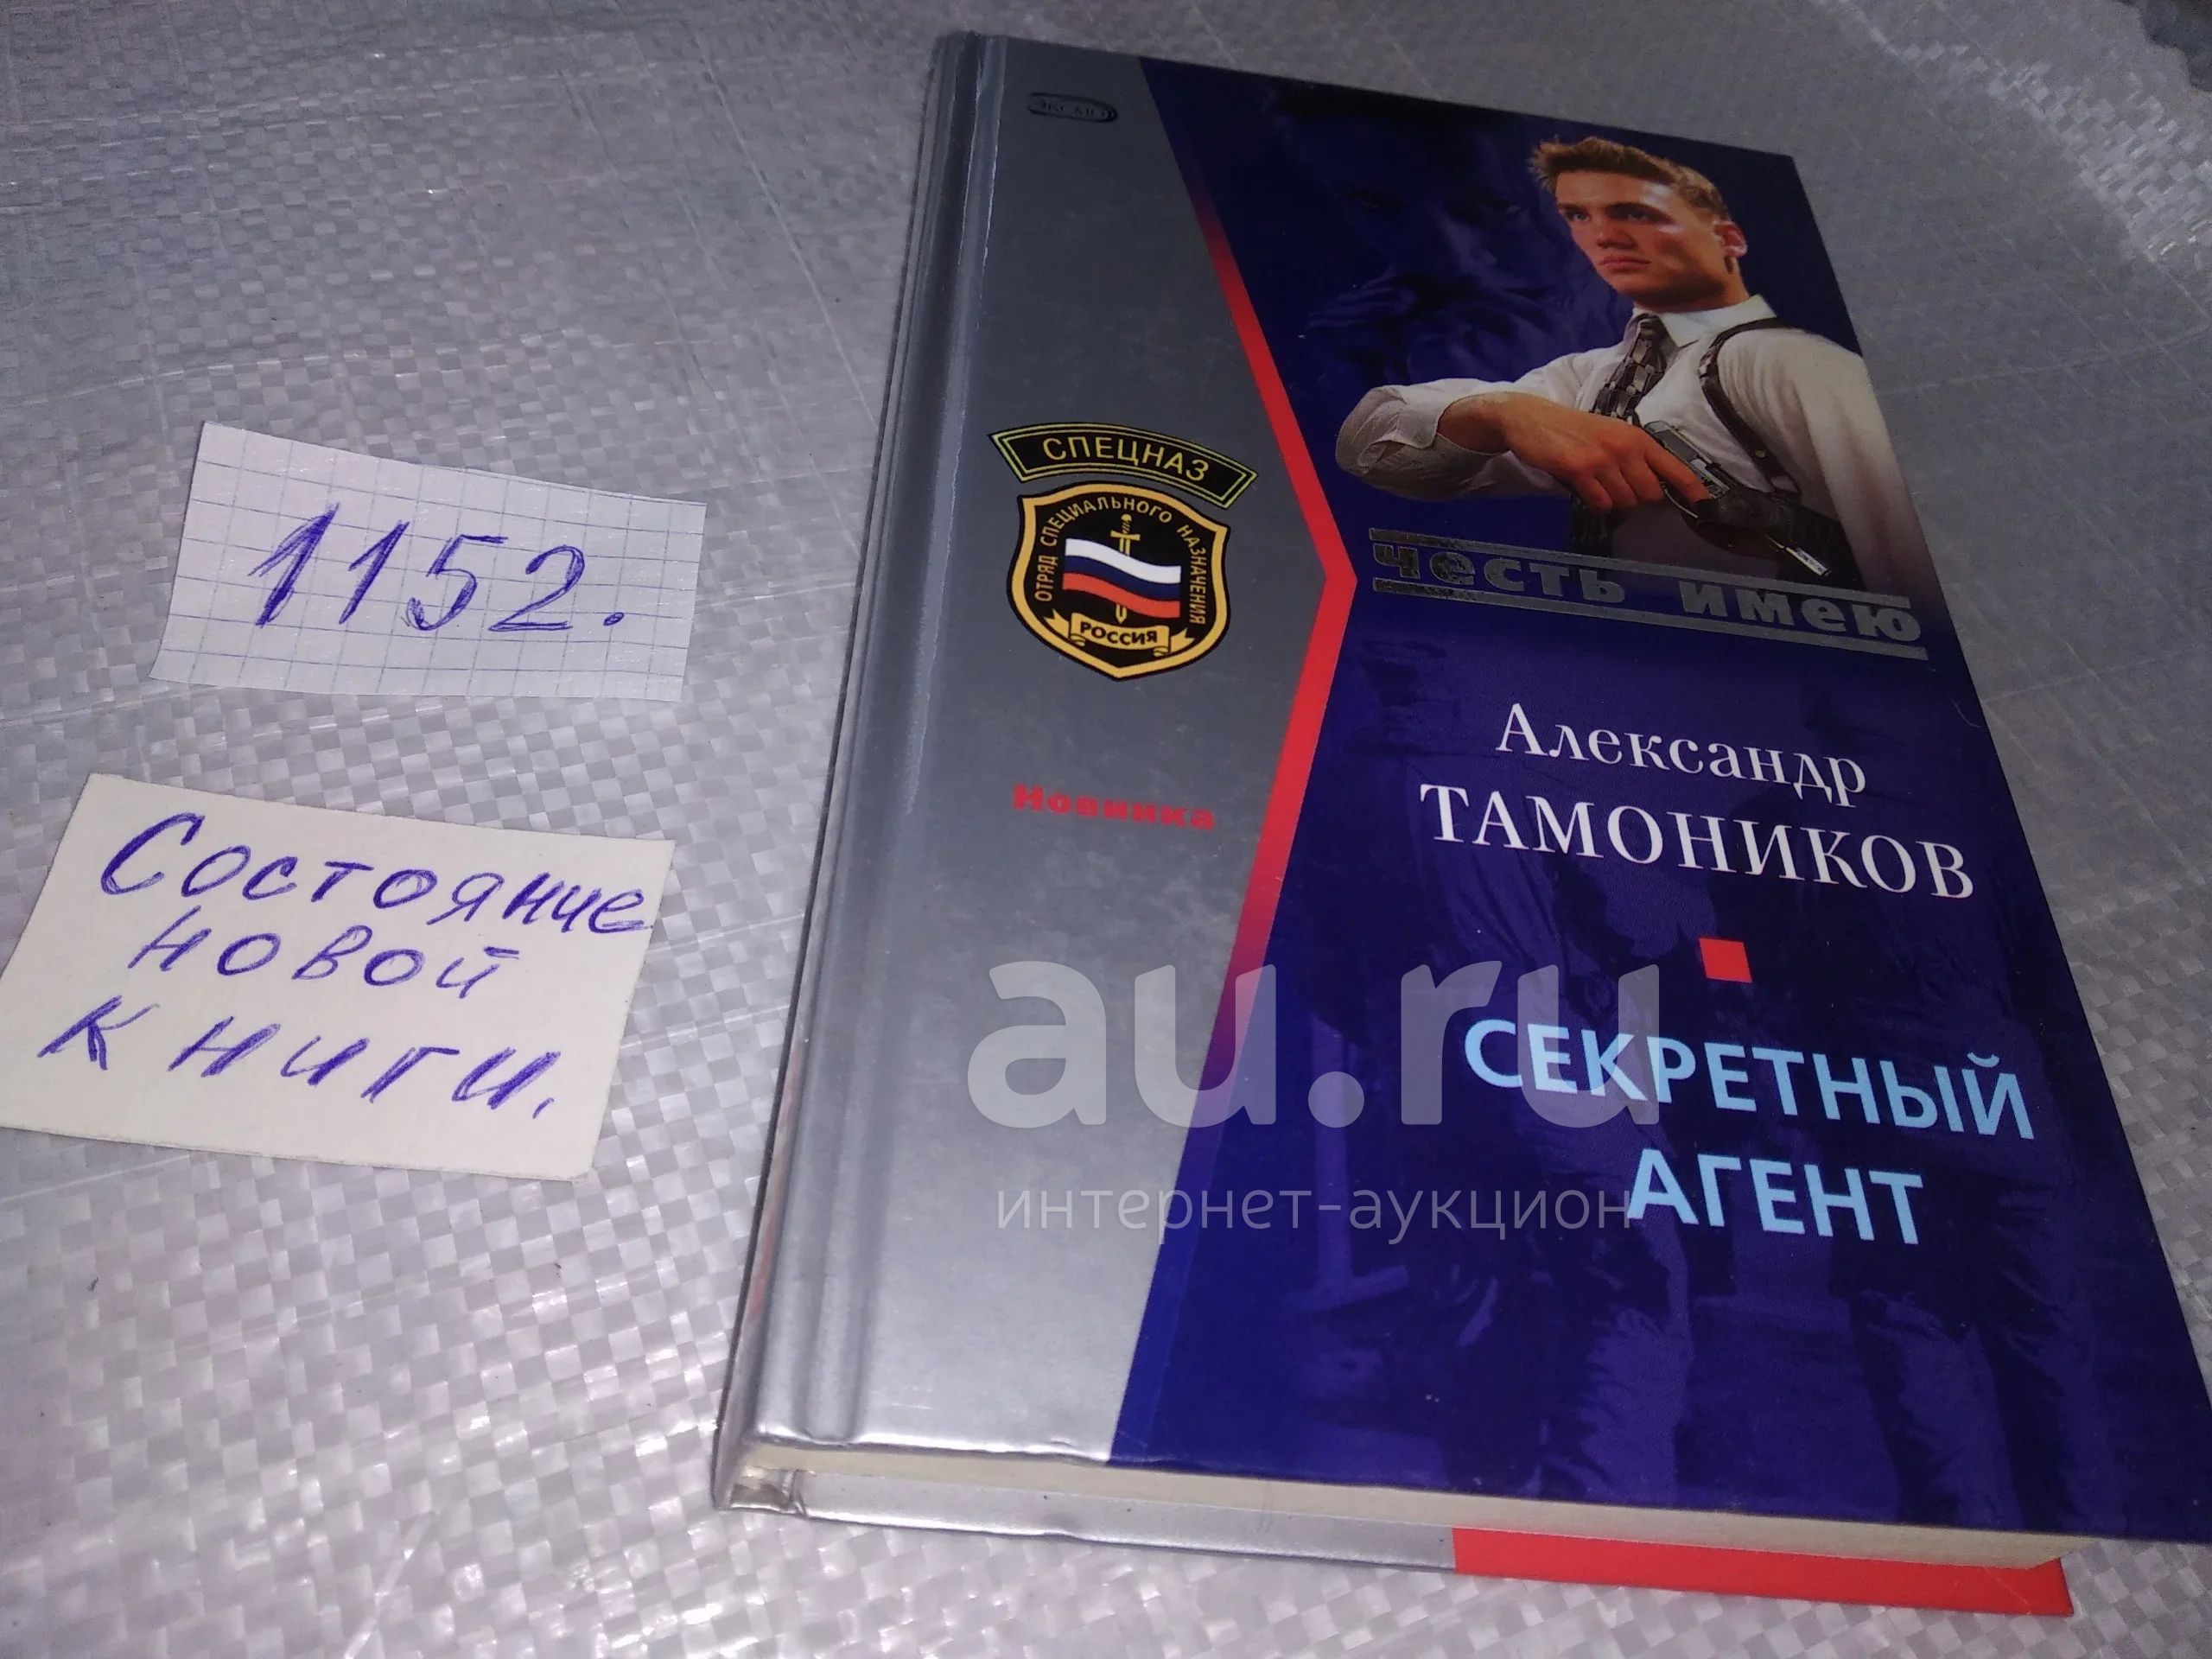 1152.
Состояние
новой
книги.
ЭКСМО
СПЕЦНАЗ
ОТРЯД СПЕЦИАЛЬНОГО НАЗНАЧЕНИЯ
РОССИЯ
Новинка
честь имею
Александр
ТАМОНИКОВ
СЕКРЕТНЫЙ
АГЕНТ
au.ru
интернет-аукцион